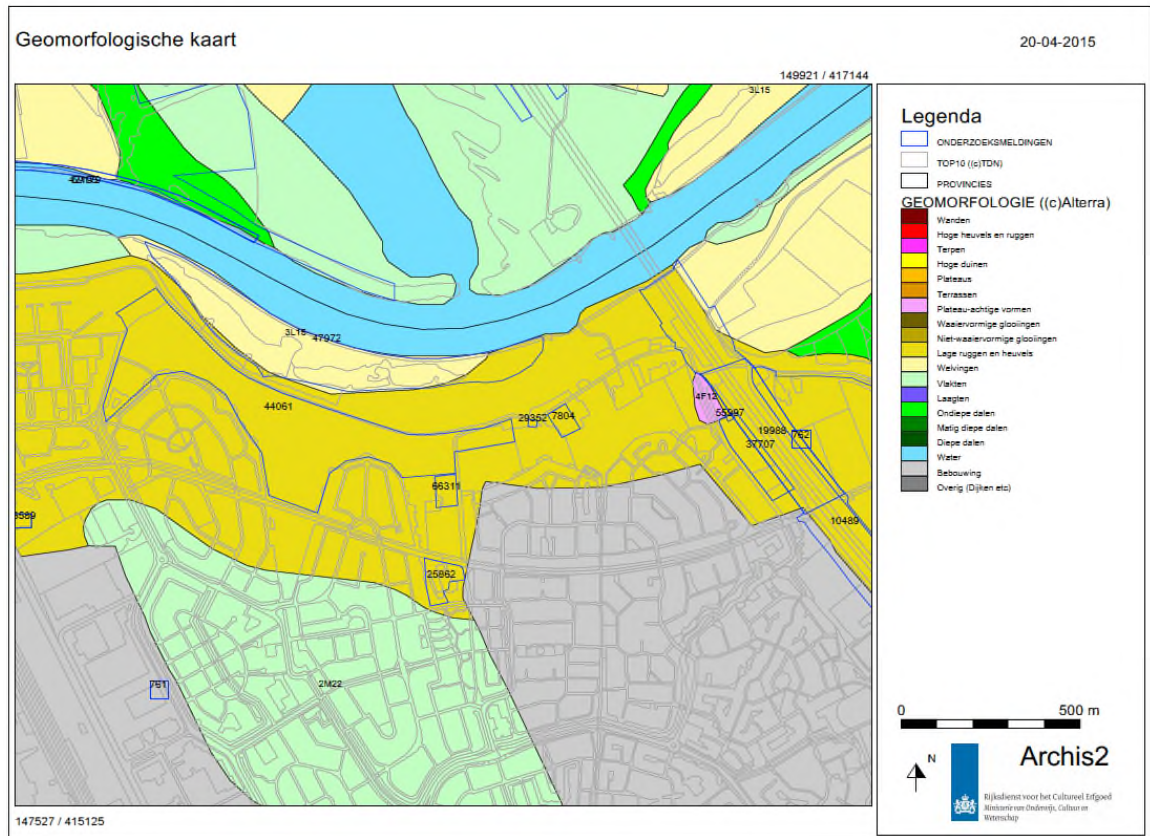 Geomorfologische kaart
20-04-2015
149921 / 417144
3L15
3L15
47972
44061
29352
7804
4F12
55997
19988
762
37707
66311
10489
25862
761
2M22
147527 / 415125
Legenda
ONDERZOEKSMELDINGEN
TOP10 ((c)TDN)
PROVINCIES
GEOMORFOLOGIE ((c)Alterra)
Wanden
Hoge heuvels en ruggen
Terpen
Hoge duinen
Plateaus
Terrassen
Plateau-achtige vormen
Waaiervormige glooiingen
Niet-waaiervormige glooiingen
Lage ruggen en heuvels
Welvingen
Vlakten
Laagten
Ondiepe dalen
Matig diepe dalen
Diepe dalen
Water
Bebouwing
Overig (Dijken etc)
0 500 m
N
Archis2
Rijksdienst voor het Cultureel Erfgoed
Ministerie van Onderwijs, Cultuur en
Wetenschap